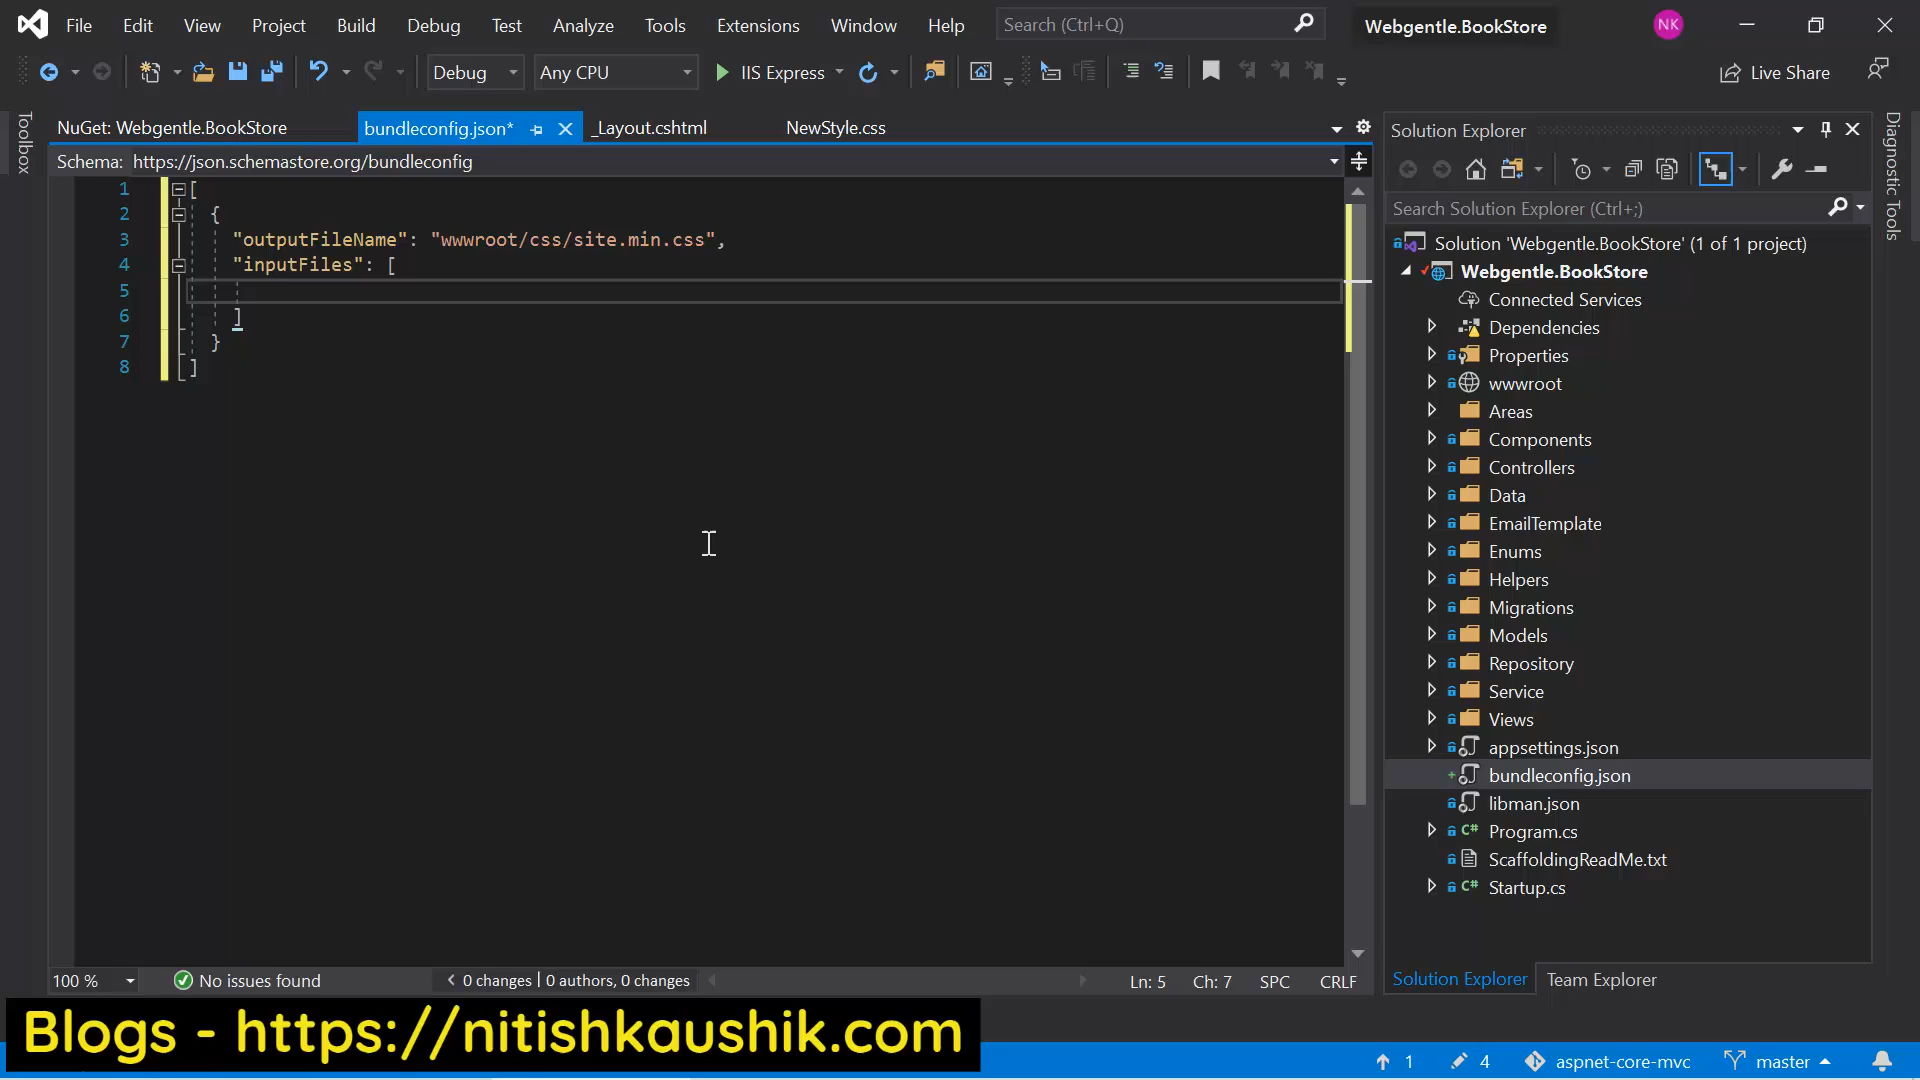 File Edit View Project Build Debug Test Analyze Tools Extensions Window Help Search (Ctrl+Q) Webgentle.BookStore NK
Debug Any CPU IIS Express Live Share
Toolbox
NuGet: Webgentle.BookStore bundleconfig.json* _Layout.cshtml NewStyle.css
Schema: https://json.schemastore.org/bundleconfig
1 [
2 {
3 "outputFileName": "wwwroot/css/site.min.css",
4 "inputFiles": [
5
6 ]
7 }
8 ]
100 % No issues found 0 changes | 0 authors, 0 changes Ln: 5 Ch: 7 SPC CRLF
Solution Explorer
Search Solution Explorer (Ctrl+;)
Solution 'Webgentle.BookStore' (1 of 1 project)
Webgentle.BookStore
Connected Services
Dependencies
Properties
wwwroot
Areas
Components
Controllers
Data
EmailTemplate
Enums
Helpers
Migrations
Models
Repository
Service
Views
appsettings.json
bundleconfig.json
libman.json
C# Program.cs
ScaffoldingReadMe.txt
C# Startup.cs
Solution Explorer Team Explorer
Diagnostic Tools
Blogs - https://nitishkaushik.com
1 4 aspnet-core-mvc master